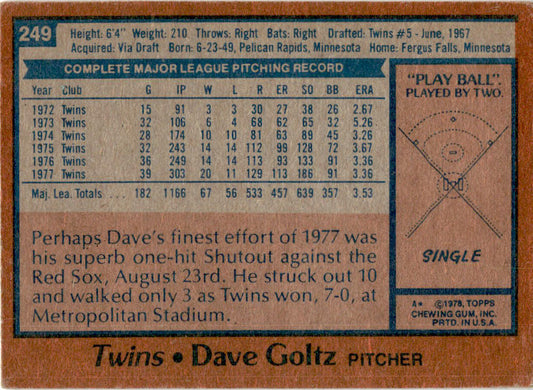 249
Height: 6'4" Weight: 210 Throws: Right Bats: Right Drafted: Twins #5 - June, 1967
Acquired: Via Draft Born: 6-23-49, Pelican Rapids, Minnesota Home: Fergus Falls, Minnesota
COMPLETE MAJOR LEAGUE PITCHING RECORD
Year Club G IP W L R ER SO BB ERA
1972 Twins 15 91 3 3 30 27 38 26 2.67
1973 Twins 32 106 6 4 68 62 65 32 5.26
1974 Twins 28 174 10 10 81 63 89 45 3.26
1975 Twins 32 243 14 14 112 99 128 72 3.67
1976 Twins 36 249 14 14 113 93 133 91 3.36
1977 Twins 39 303 20 11 129 113 186 91 3.36
Maj. Lea. Totals 182 1166 67 56 533 457 639 357 3.53
Perhaps Dave's finest effort of 1977 was
his superb one-hit Shutout against the
Red Sox, August 23rd. He struck out 10
and walked only 3 as Twins won, 7-0, at
Metropolitan Stadium.
"PLAY BALL".
PLAYED BY TWO.
SINGLE
A* ©1978, TOPPS
CHEWING GUM, INC.
PRTD. IN U.S.A.
Twins • Dave Goltz PITCHER